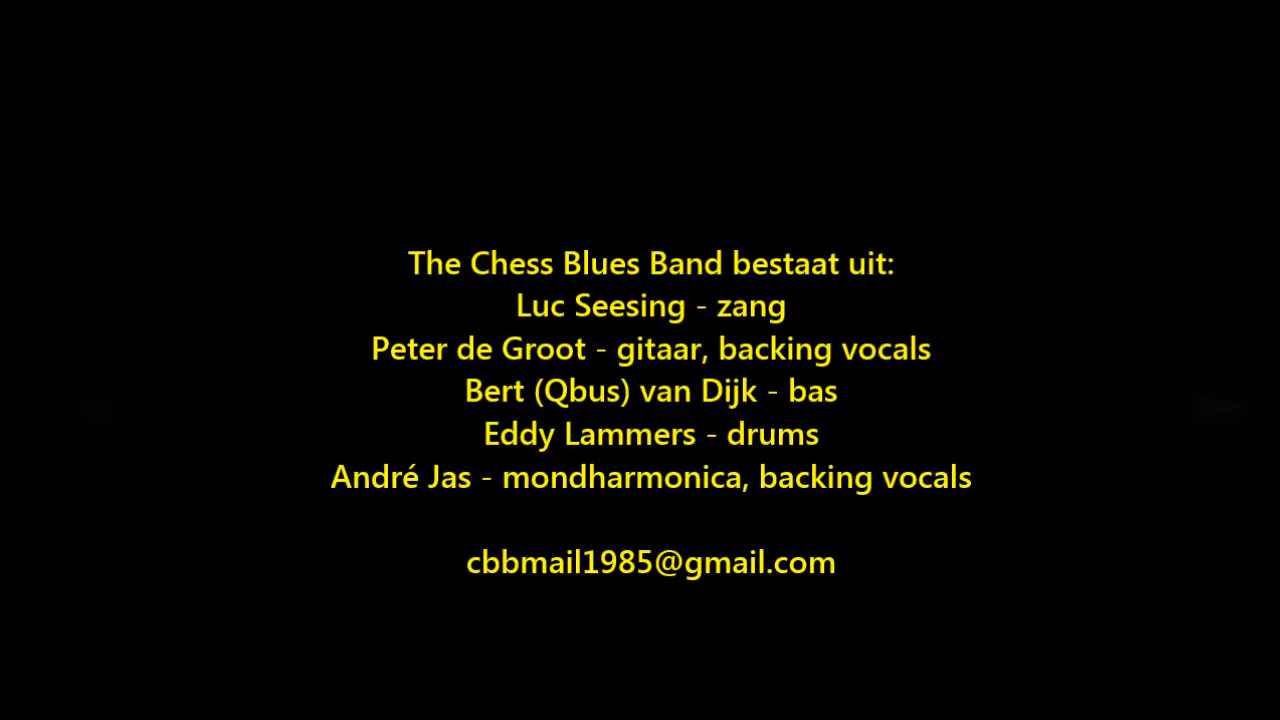 The Chess Blues Band bestaat uit:
Luc Seesing - zang
Peter de Groot - gitaar, backing vocals
Bert (Qbus) van Dijk - bas
Eddy Lammers - drums
André Jas - mondharmonica, backing vocals
cbbmail1985@gmail.com